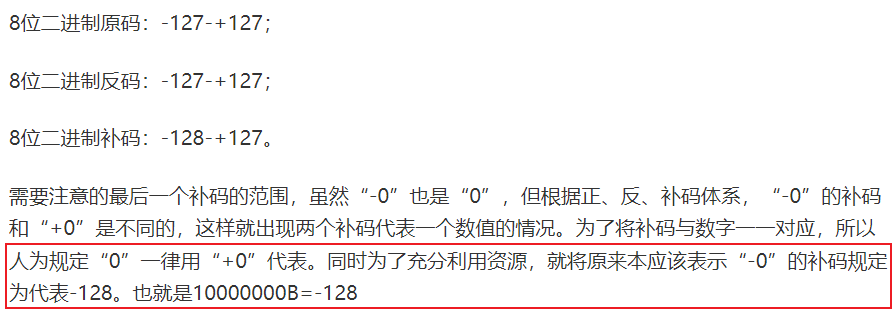 8位二进制原码：-127-+127；
8位二进制反码：-127-+127；
8位二进制补码：-128-+127。
需要注意的最后一个补码的范围，虽然“-0”也是“0”，但根据正、反、补码体系，“-0”的补码
和“+0”是不同的，这样就出现两个补码代表一个数值的情况。为了将补码与数字一一对应，所以
人为规定“0”一律用“+0”代表。同时为了充分利用资源，就将原来本应该表示“-0”的补码规定
为代表-128。也就是10000000B=-128